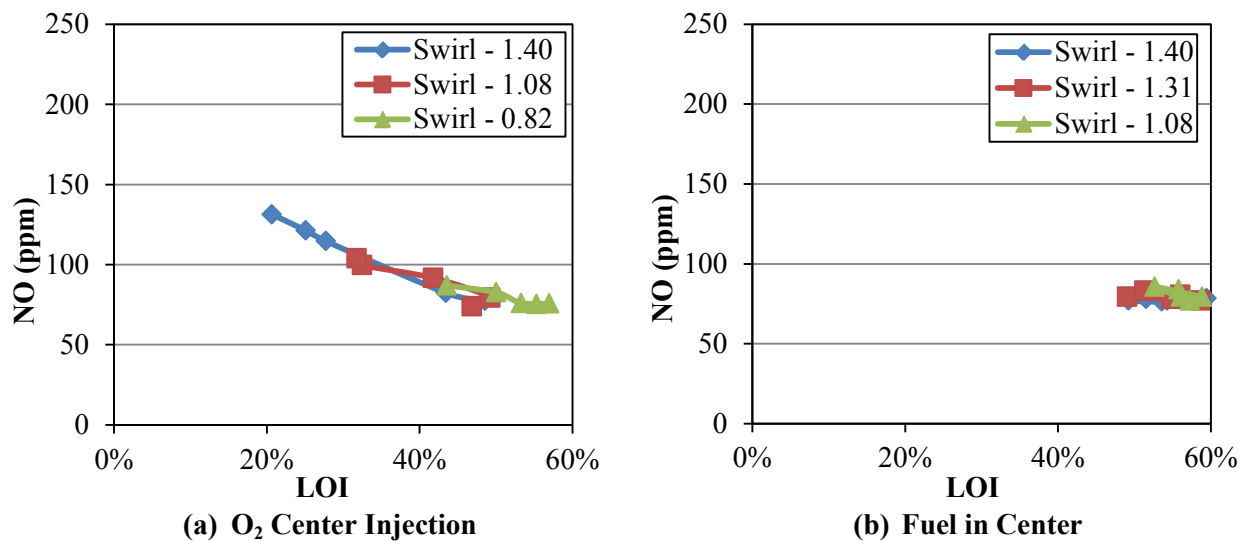 250
200
150
100
50
0
NO (ppm)
Swirl - 1.40
Swirl - 1.08
Swirl - 0.82
0%
20%
40%
60%
LOI
(a) O₂ Center Injection
250
200
150
100
50
0
NO (ppm)
Swirl - 1.40
Swirl - 1.31
Swirl - 1.08
0%
20%
40%
60%
LOI
(b) Fuel in Center